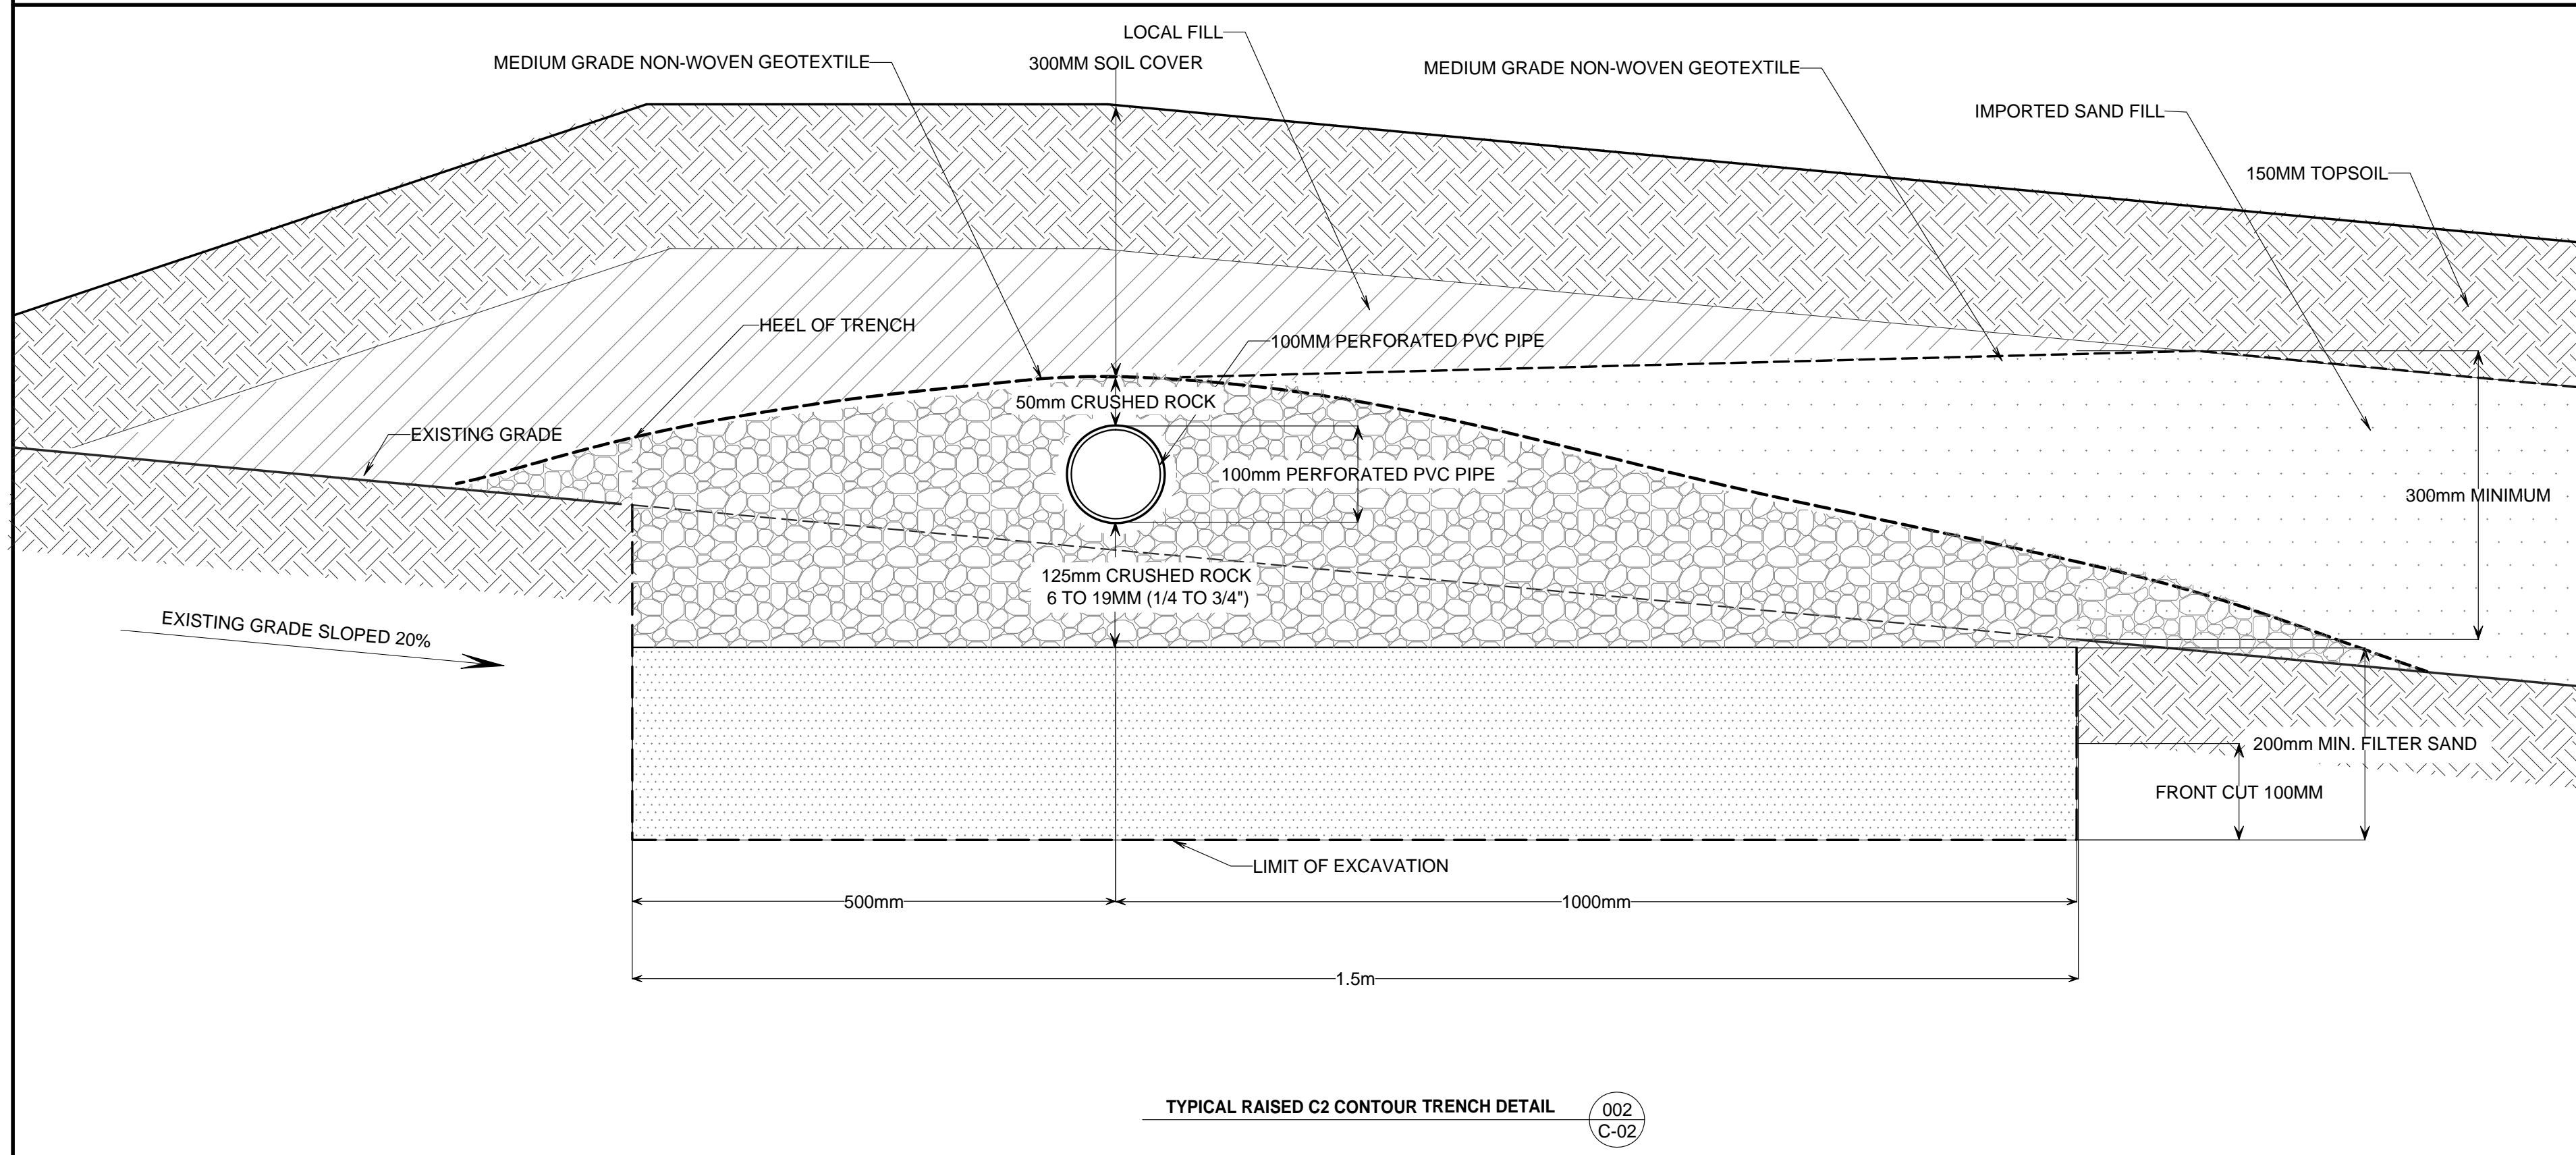 LOCAL FILL
MEDIUM GRADE NON-WOVEN GEOTEXTILE
300MM SOIL COVER
MEDIUM GRADE NON-WOVEN GEOTEXTILE
IMPORTED SAND FILL
150MM TOPSOIL
HEEL OF TRENCH
100MM PERFORATED PVC PIPE
50mm CRUSHED ROCK
EXISTING GRADE
100mm PERFORATED PVC PIPE
300mm MINIMUM
125mm CRUSHED ROCK
6 TO 19MM (1/4 TO 3/4")
EXISTING GRADE SLOPED 20%
200mm MIN. FILTER SAND
FRONT CUT 100MM
LIMIT OF EXCAVATION
500mm
1000mm
1.5m
TYPICAL RAISED C2 CONTOUR TRENCH DETAIL
002
C-02